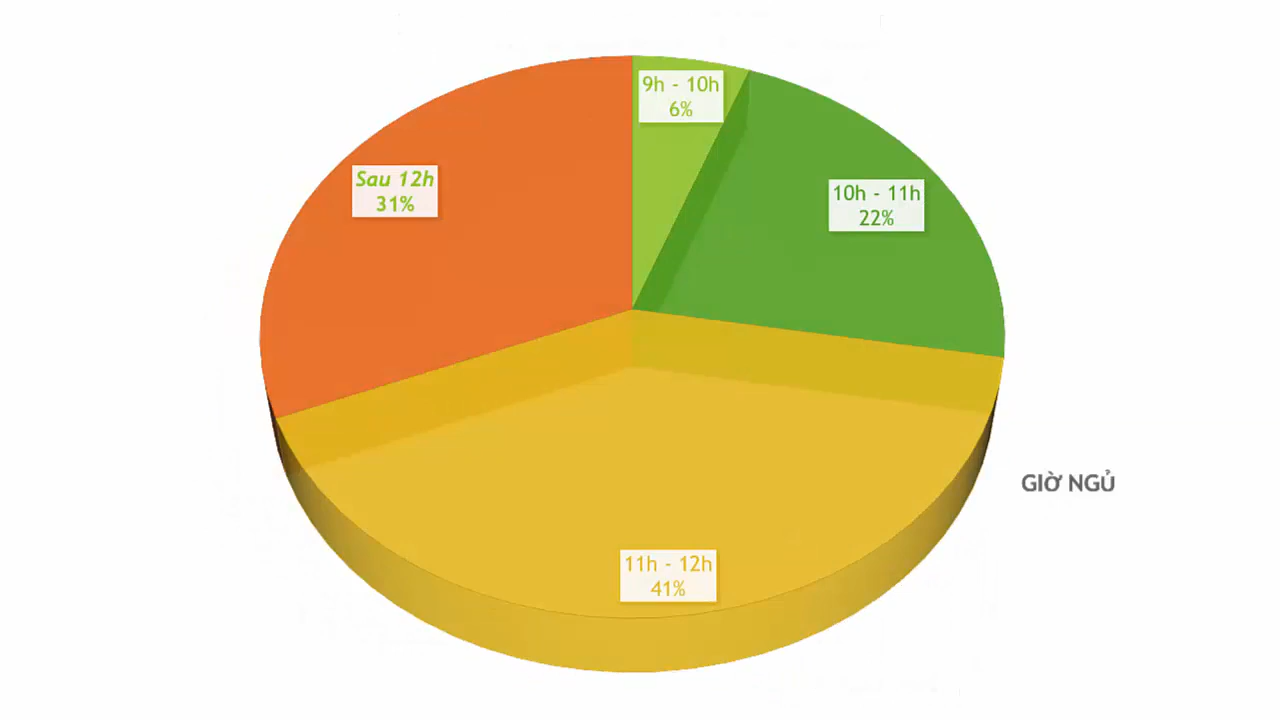 9h - 10h
6%
Sau 12h
31%
10h - 11h
22%
GIỜ NGỦ
11h - 12h
41%